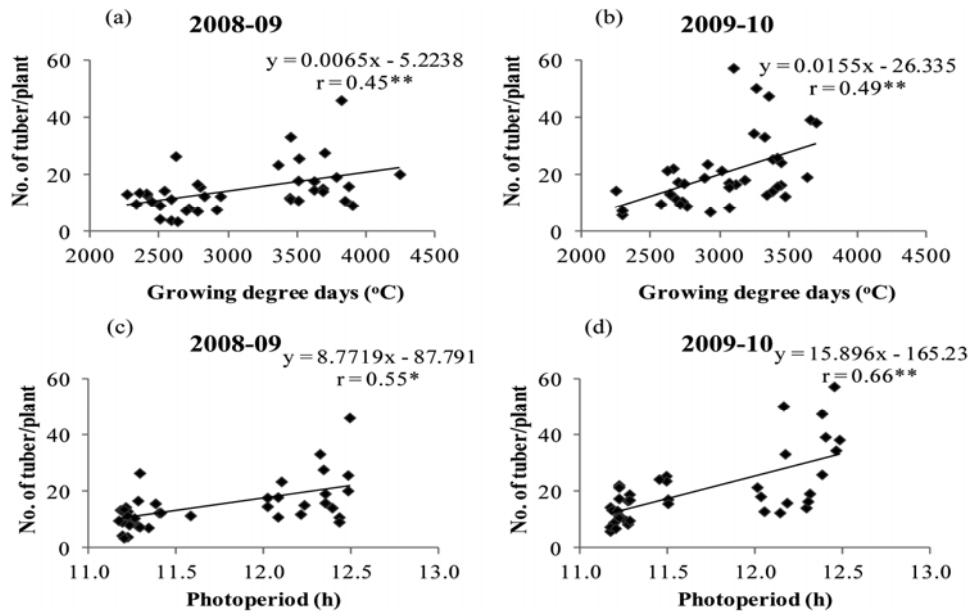 (a)
2008-09
y = 0.0065x - 5.2238
r = 0.45**
No. of tuber/plant
60
40
20
0
2000 2500 3000 3500 4000 4500
Growing degree days (ºC)
(b)
2009-10
y = 0.0155x - 26.335
r = 0.49**
No. of tuber/plant
60
40
20
0
2000 2500 3000 3500 4000 4500
Growing degree days (ºC)
(c)
2008-09
y = 8.7719x - 87.791
r = 0.55*
No. of tuber/plant
60
40
20
0
11.0 11.5 12.0 12.5 13.0
Photoperiod (h)
(d)
2009-10
y = 15.896x - 165.23
r = 0.66**
No. of tuber/plant
60
40
20
0
11.0 11.5 12.0 12.5 13.0
Photoperiod (h)